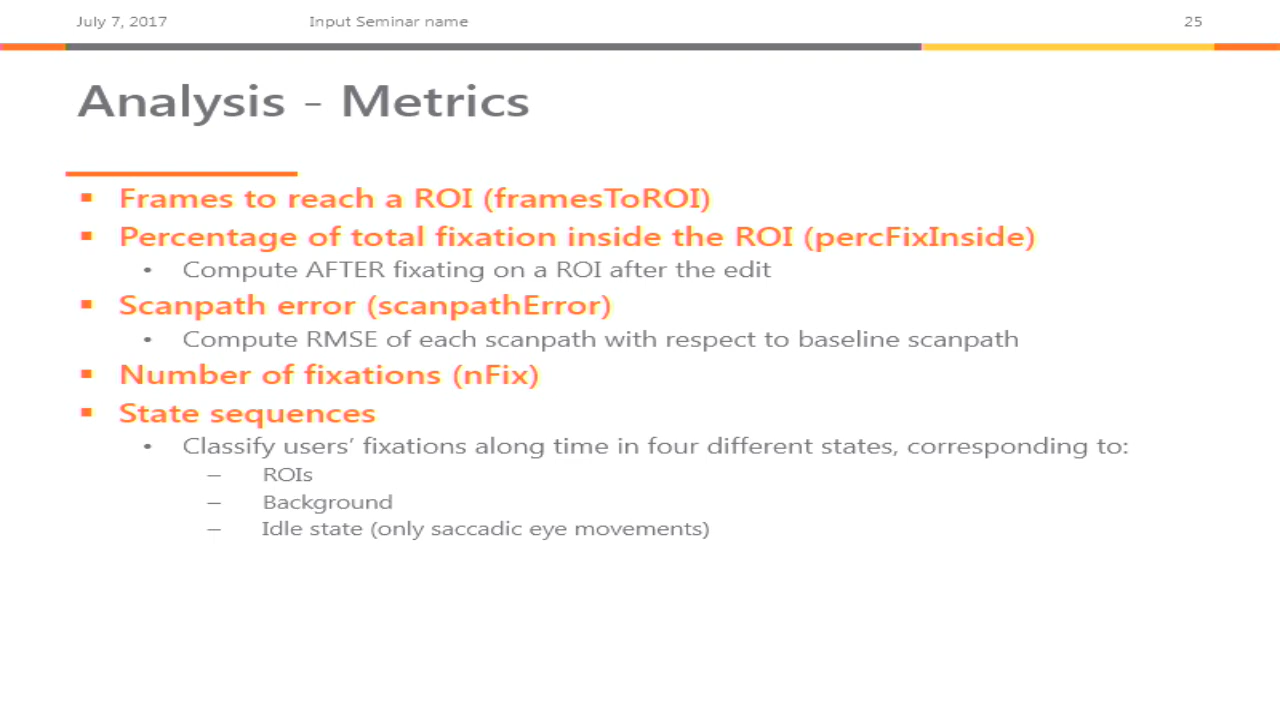 July 7, 2017 Input Seminar name 25
Analysis - Metrics
▪ Frames to reach a ROI (framesToROI)
▪ Percentage of total fixation inside the ROI (percFixInside)
• Compute AFTER fixating on a ROI after the edit
▪ Scanpath error (scanpathError)
• Compute RMSE of each scanpath with respect to baseline scanpath
▪ Number of fixations (nFix)
▪ State sequences
• Classify users’ fixations along time in four different states, corresponding to:
– ROIs
– Background
– Idle state (only saccadic eye movements)